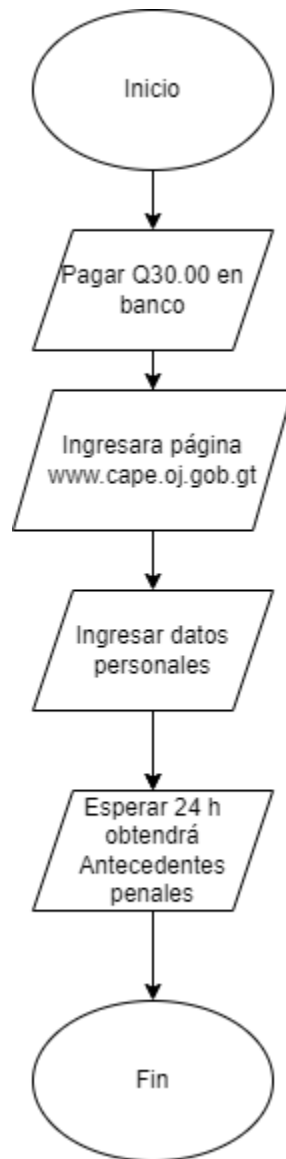 Inicio
Pagar Q30.00 en
banco
Ingresara página
www.cape.oj.gob.gt
Ingresar datos
personales
Esperar 24 h
obtendrá
Antecedentes
penales
Fin